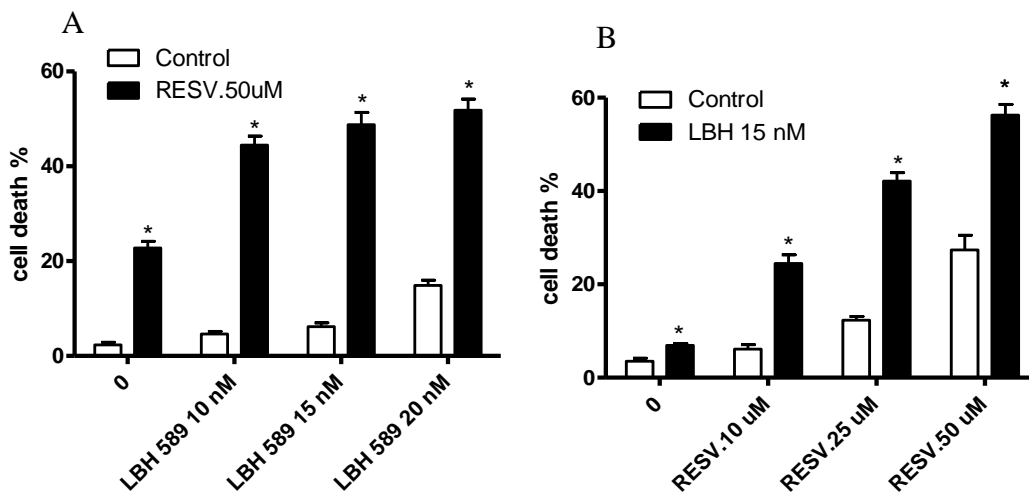 A
Control
RESV.50uM
cell death %
60
40
20
0
*
*
*
*
0
LBH 589 10 nM
LBH 589 15 nM
LBH 589 20 nM
B
Control
LBH 15 nM
cell death %
60
40
20
0
*
*
*
*
0
RESV.10 uM
RESV.25 uM
RESV.50 uM